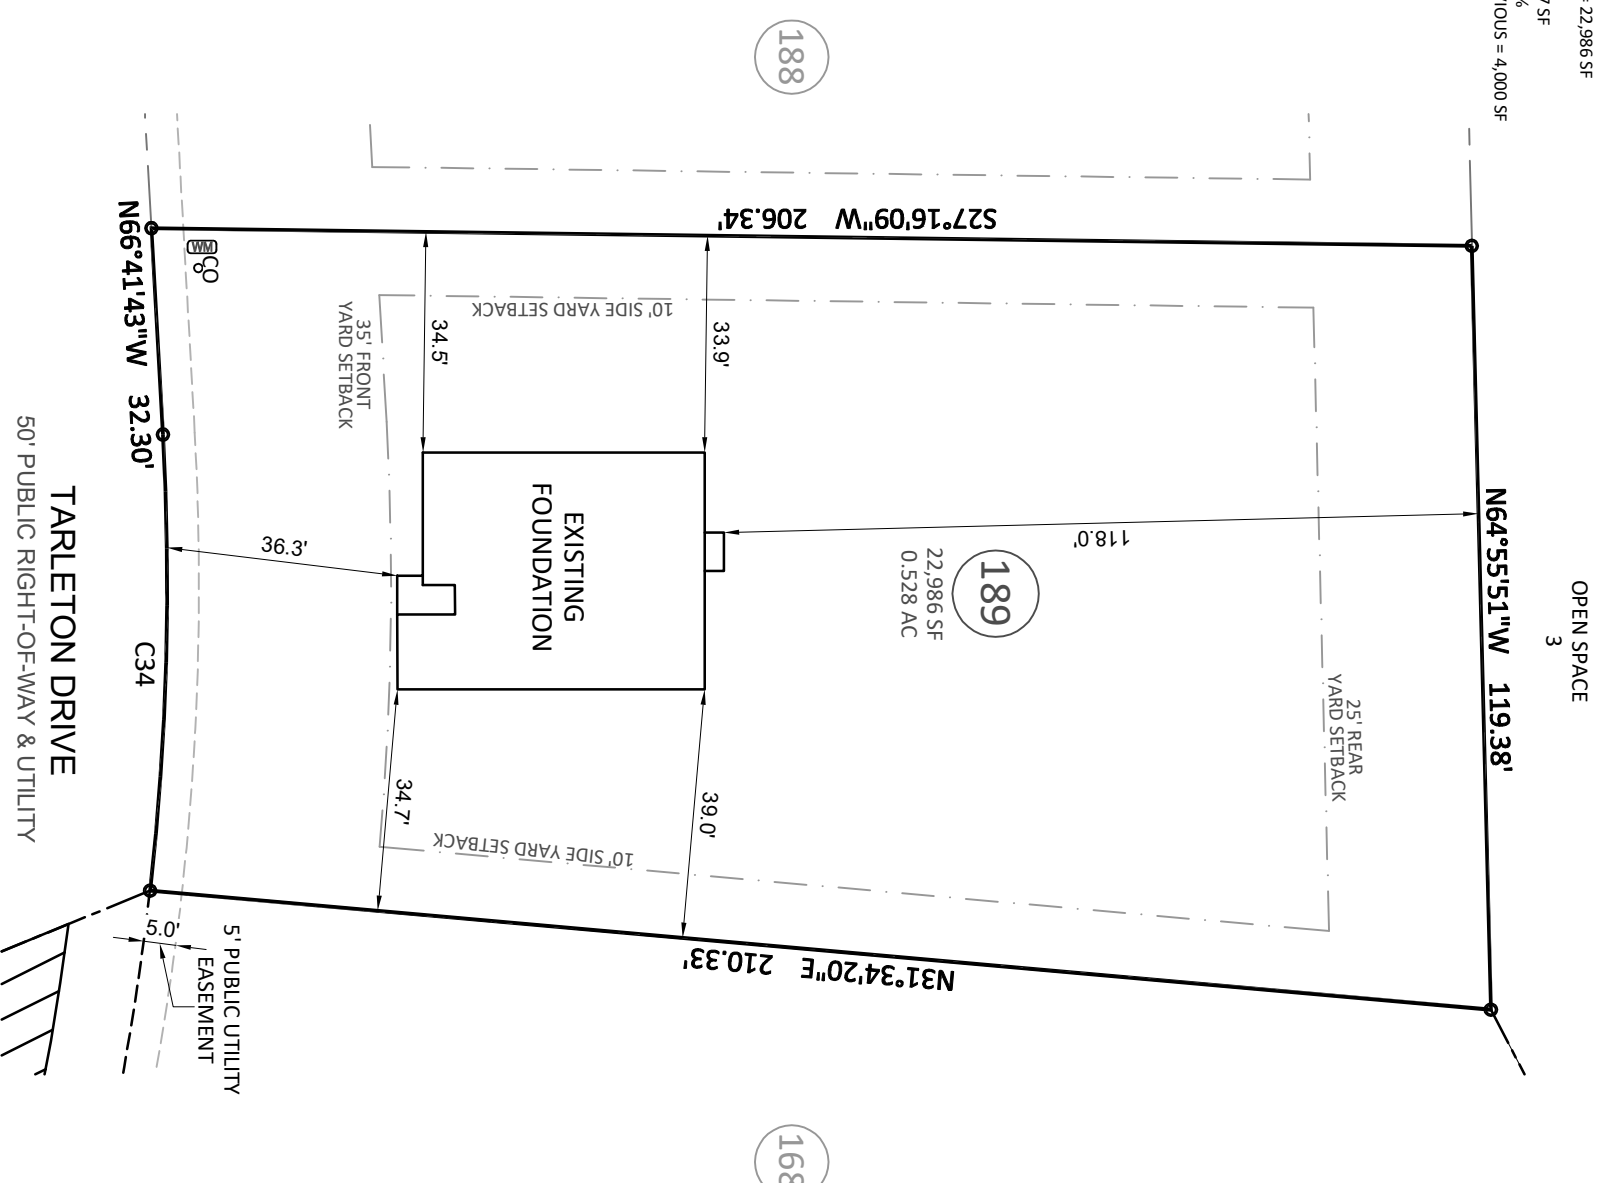 = 22,986 SF
7 SF
%
VIOUS = 4,000 SF
188
OPEN SPACE
3
N64°55'51"W 119.38'
S27°16'09"W 206.34'
25' REAR
YARD SETBACK
118.0'
189
22,986 SF
0.528 AC
10' SIDE YARD SETBACK
33.9'
34.5'
EXISTING
FOUNDATION
39.0'
34.7'
10' SIDE YARD SETBACK
N31°34'20"E 210.33'
35' FRONT
YARD SETBACK
36.3'
WM
CO
N66°41'43"W 32.30'
C34
5.0'
5' PUBLIC UTILITY
EASEMENT
TARLETON DRIVE
50' PUBLIC RIGHT-OF-WAY & UTILITY
168